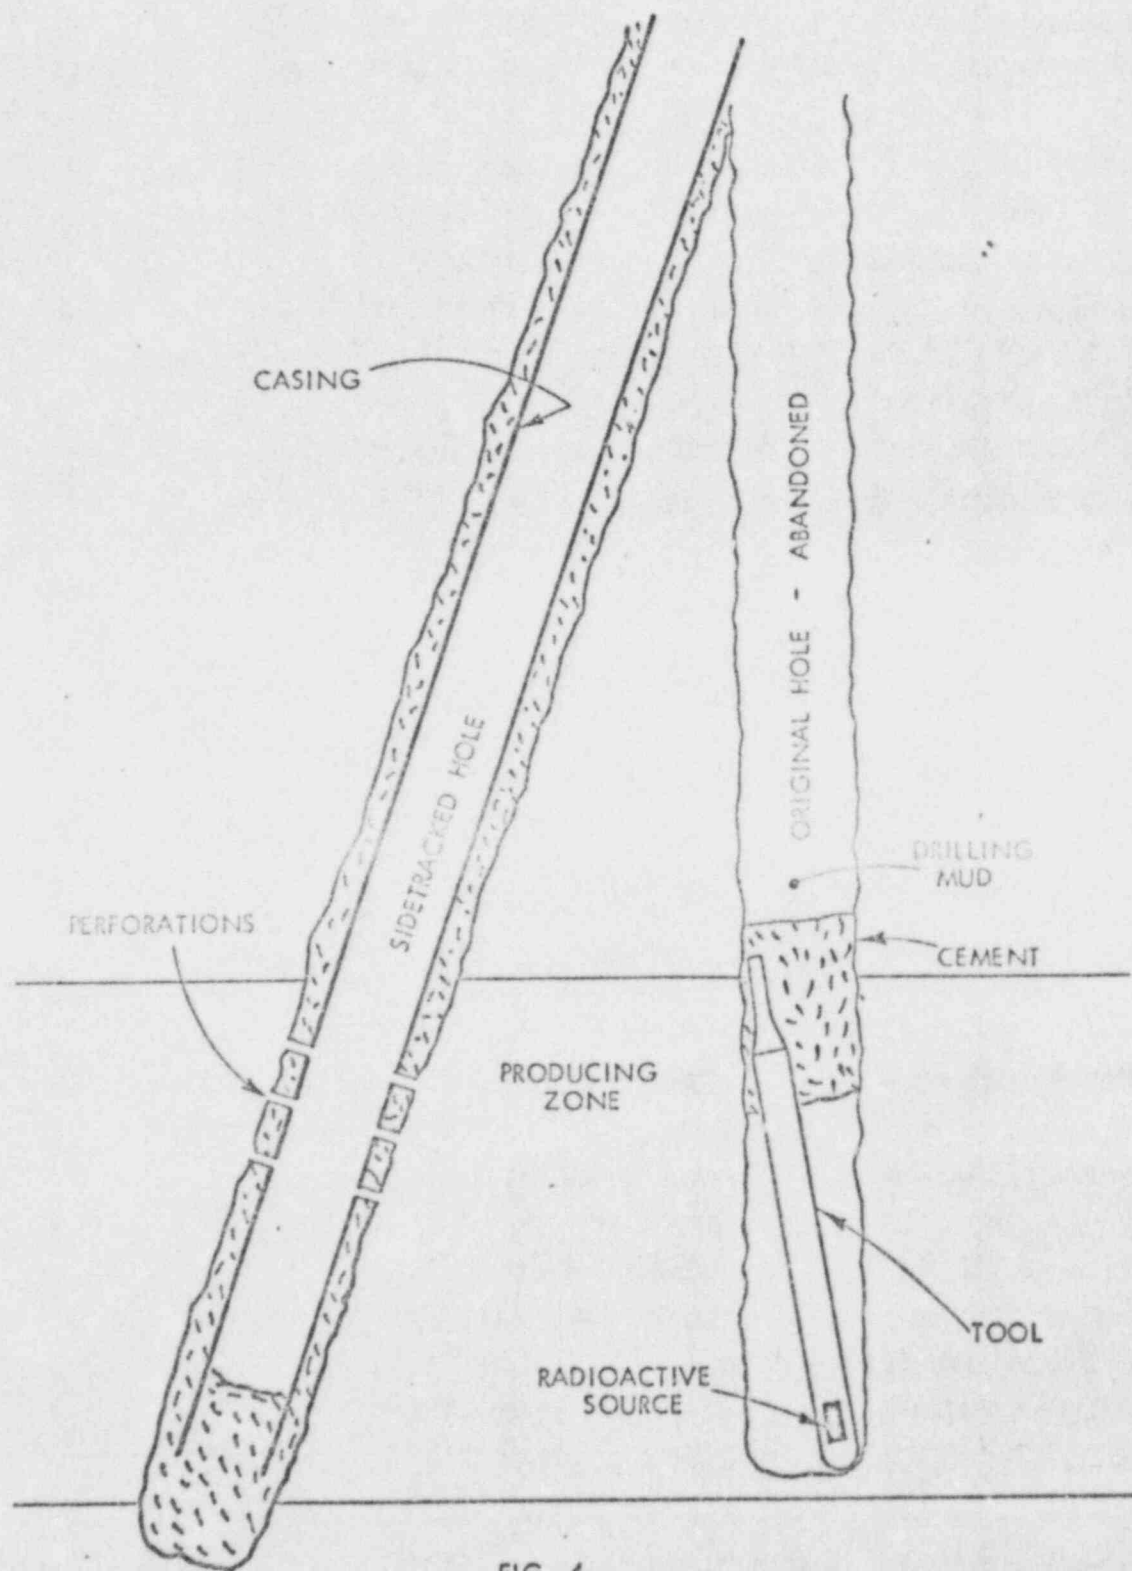 CASING
ORIGINAL HOLE - ABANDONED
SIDETRACKED HOLE
DRILLING
MUD
PERFORATIONS
CEMENT
PRODUCING
ZONE
TOOL
RADIOACTIVE
SOURCE